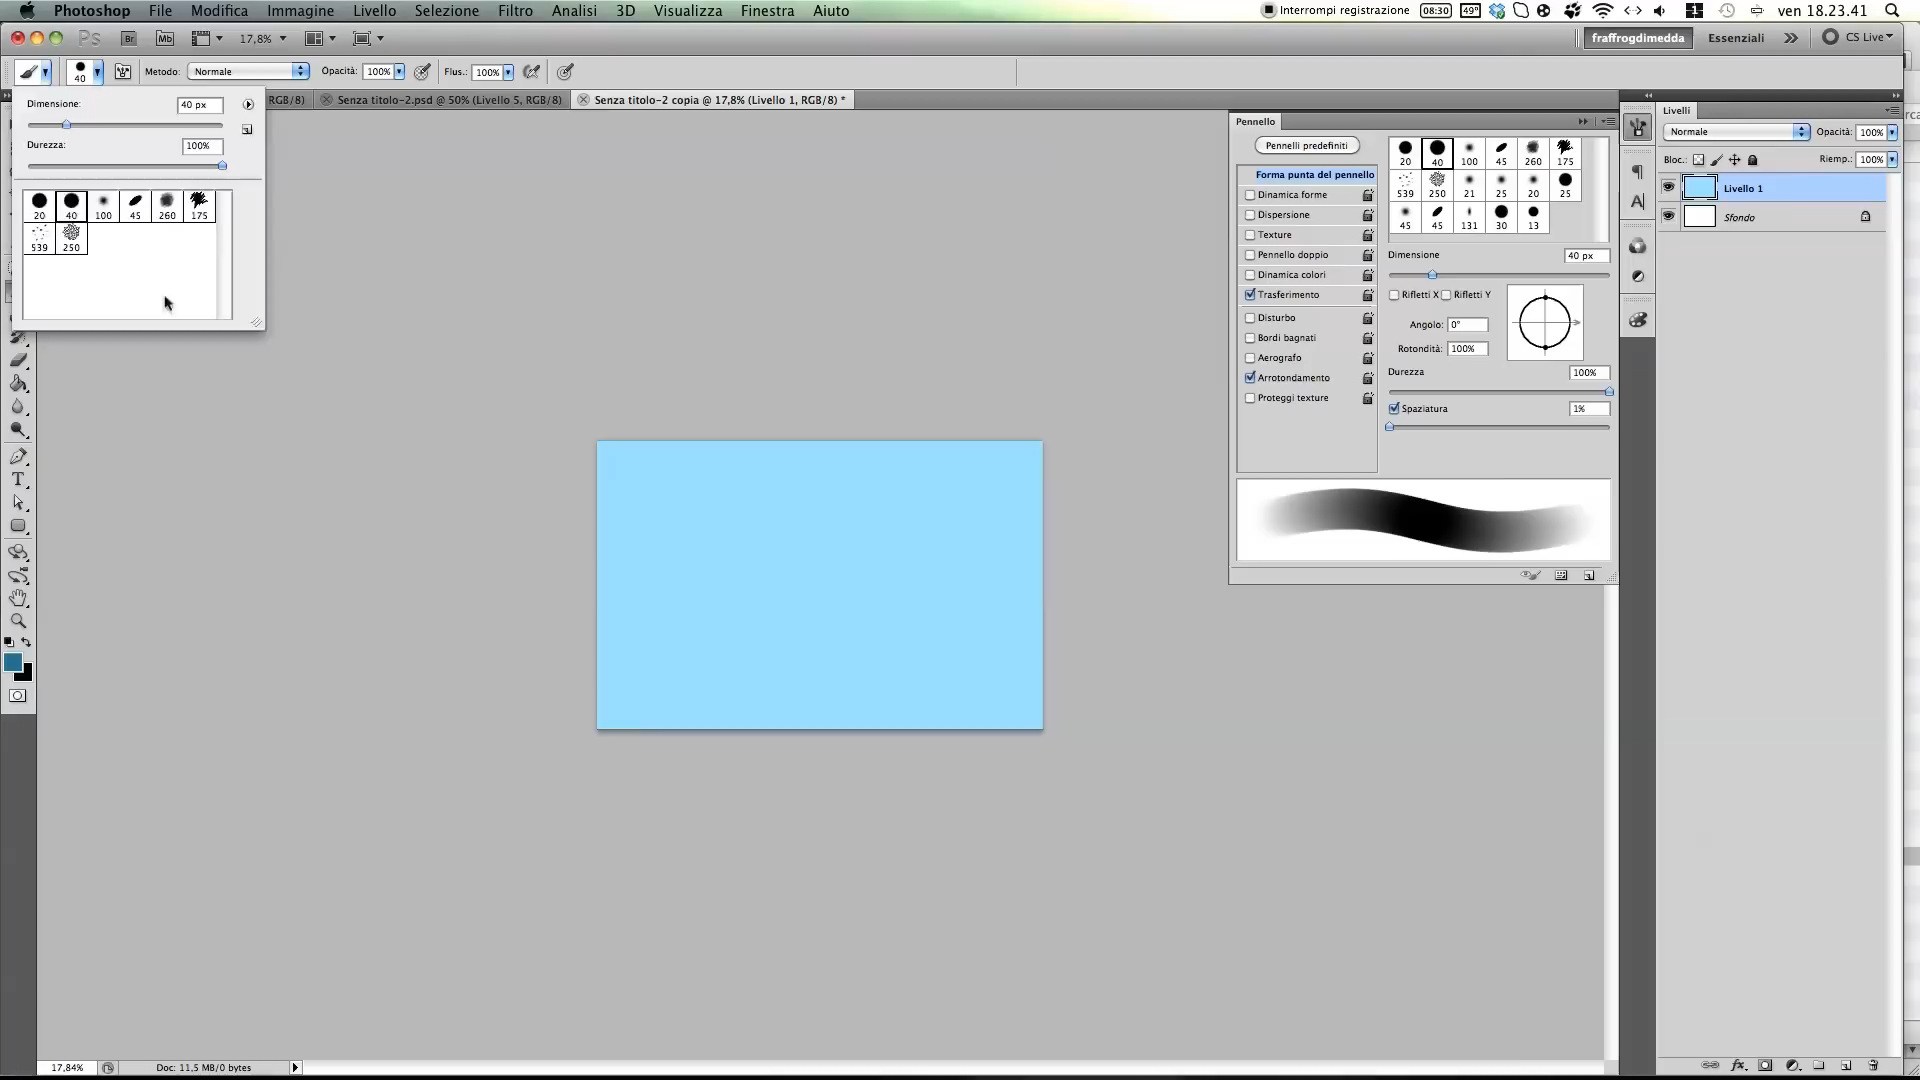 Photoshop File Modifica Immagine Livello Selezione Filtro Analisi 3D Visualizza Finestra Aiuto Interrompi registrazione 08:30 49° 1 ven 18.23.41
Ps Br Mb 17,8% fraffrogdimedda Essenziali CS Live
40 Metodo: Normale Opacità: 100% Flus.: 100%
RGB/8) Senza titolo-2.psd @ 50% (Livello 5, RGB/8) Senza titolo-2 copia @ 17,8% (Livello 1, RGB/8) *
Dimensione: 40 px
Durezza: 100%
20 40 100 45 260 175
539 250
Pennello
Pennelli predefiniti
Forma punta del pennello
Dinamica forme
Dispersione
Texture
Pennello doppio
Dinamica colori
Trasferimento
Disturbo
Bordi bagnati
Aerografo
Arrotondamento
Proteggi texture
20 40 100 45 260 175
539 250 21 25 20 25
45 45 131 30 13
Dimensione 40 px
Rifletti X Rifletti Y
Angolo: 0°
Rotondità: 100%
Durezza 100%
Spaziatura 1%
Livelli
Normale Opacità: 100%
Bloc.: Riemp.: 100%
Livello 1
Sfondo
T
A
fx
17,84% Doc: 11,5 MB/0 bytes